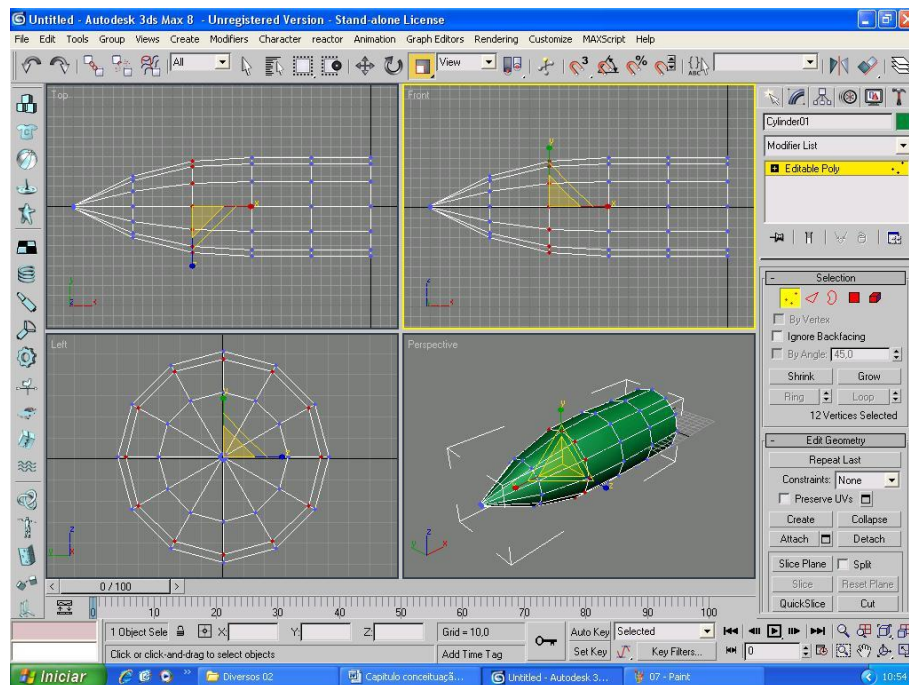 Untitled - Autodesk 3ds Max 8 - Unregistered Version - Stand-alone License
File Edit Tools Group Views Create Modifiers Character reactor Animation Graph Editors Rendering Customize MAXScript Help
All View
Top
Front
Left
Perspective
Cylinder01
Modifier List
Editable Poly
Selection
By Vertex
Ignore Backfacing
By Angle: 45,0
Shrink Grow
Ring Loop
12 Vertices Selected
Edit Geometry
Repeat Last
Constraints: None
Preserve UVs
Create Collapse
Attach Detach
Slice Plane Split
Slice Reset Plane
QuickSlice Cut
0 / 100
0 10 20 30 40 50 60 70 80 90 100
1 Object Sele X: Y: Z: Grid = 10,0 Auto Key Selected
Click or click-and-drag to select objects Add Time Tag Set Key Key Filters... 0
Iniciar Diversos 02 Capitulo conceituaçã... Untitled - Autodesk 3... 07 - Paint 10:54